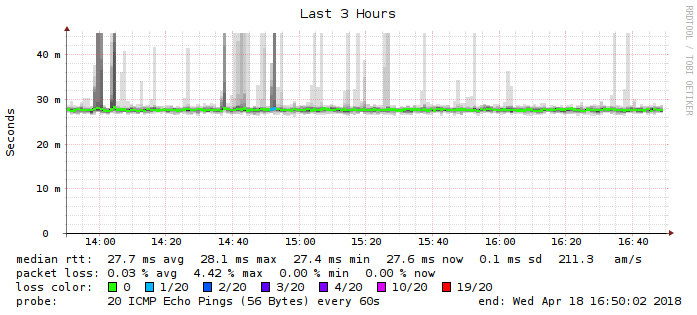 Last 3 Hours
RRDTOOL / TOBI OETIKER
Seconds
40 m
30 m
20 m
10 m
0
14:00 14:20 14:40 15:00 15:20 15:40 16:00 16:20 16:40
median rtt: 27.7 ms avg 28.1 ms max 27.4 ms min 27.6 ms now 0.1 ms sd 211.3 am/s
packet loss: 0.03 % avg 4.42 % max 0.00 % min 0.00 % now
loss color: 0 1/20 2/20 3/20 4/20 10/20 19/20
probe: 20 ICMP Echo Pings (56 Bytes) every 60s end: Wed Apr 18 16:50:02 2018